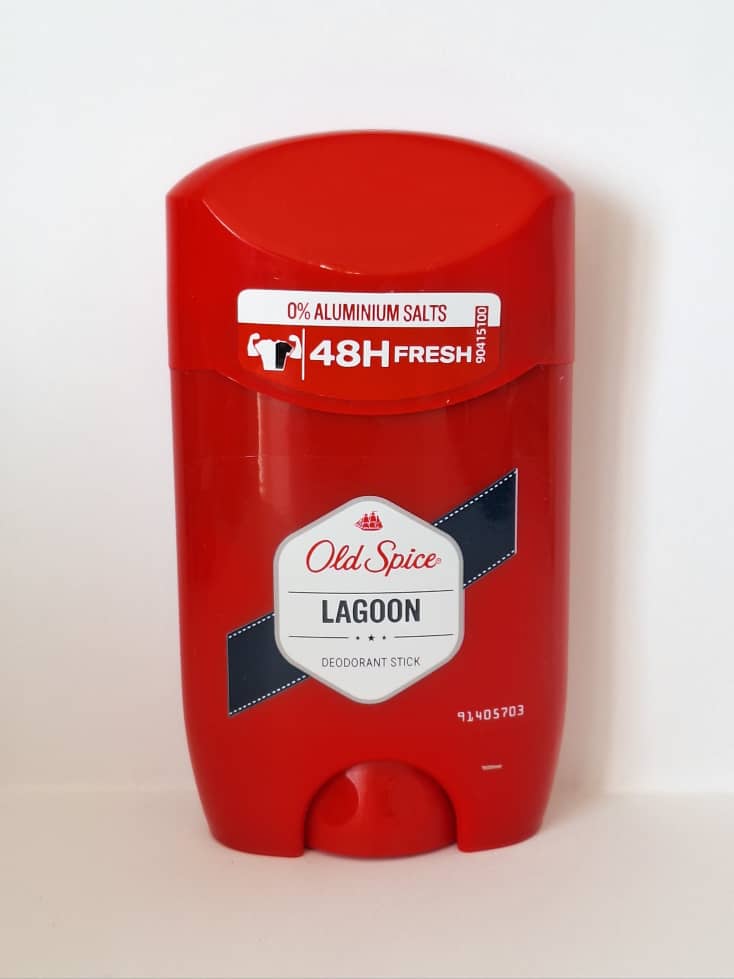 0% ALUMINIUM SALTS
48H FRESH
90415100
Old Spice
LAGOON
DEODORANT STICK
91405703